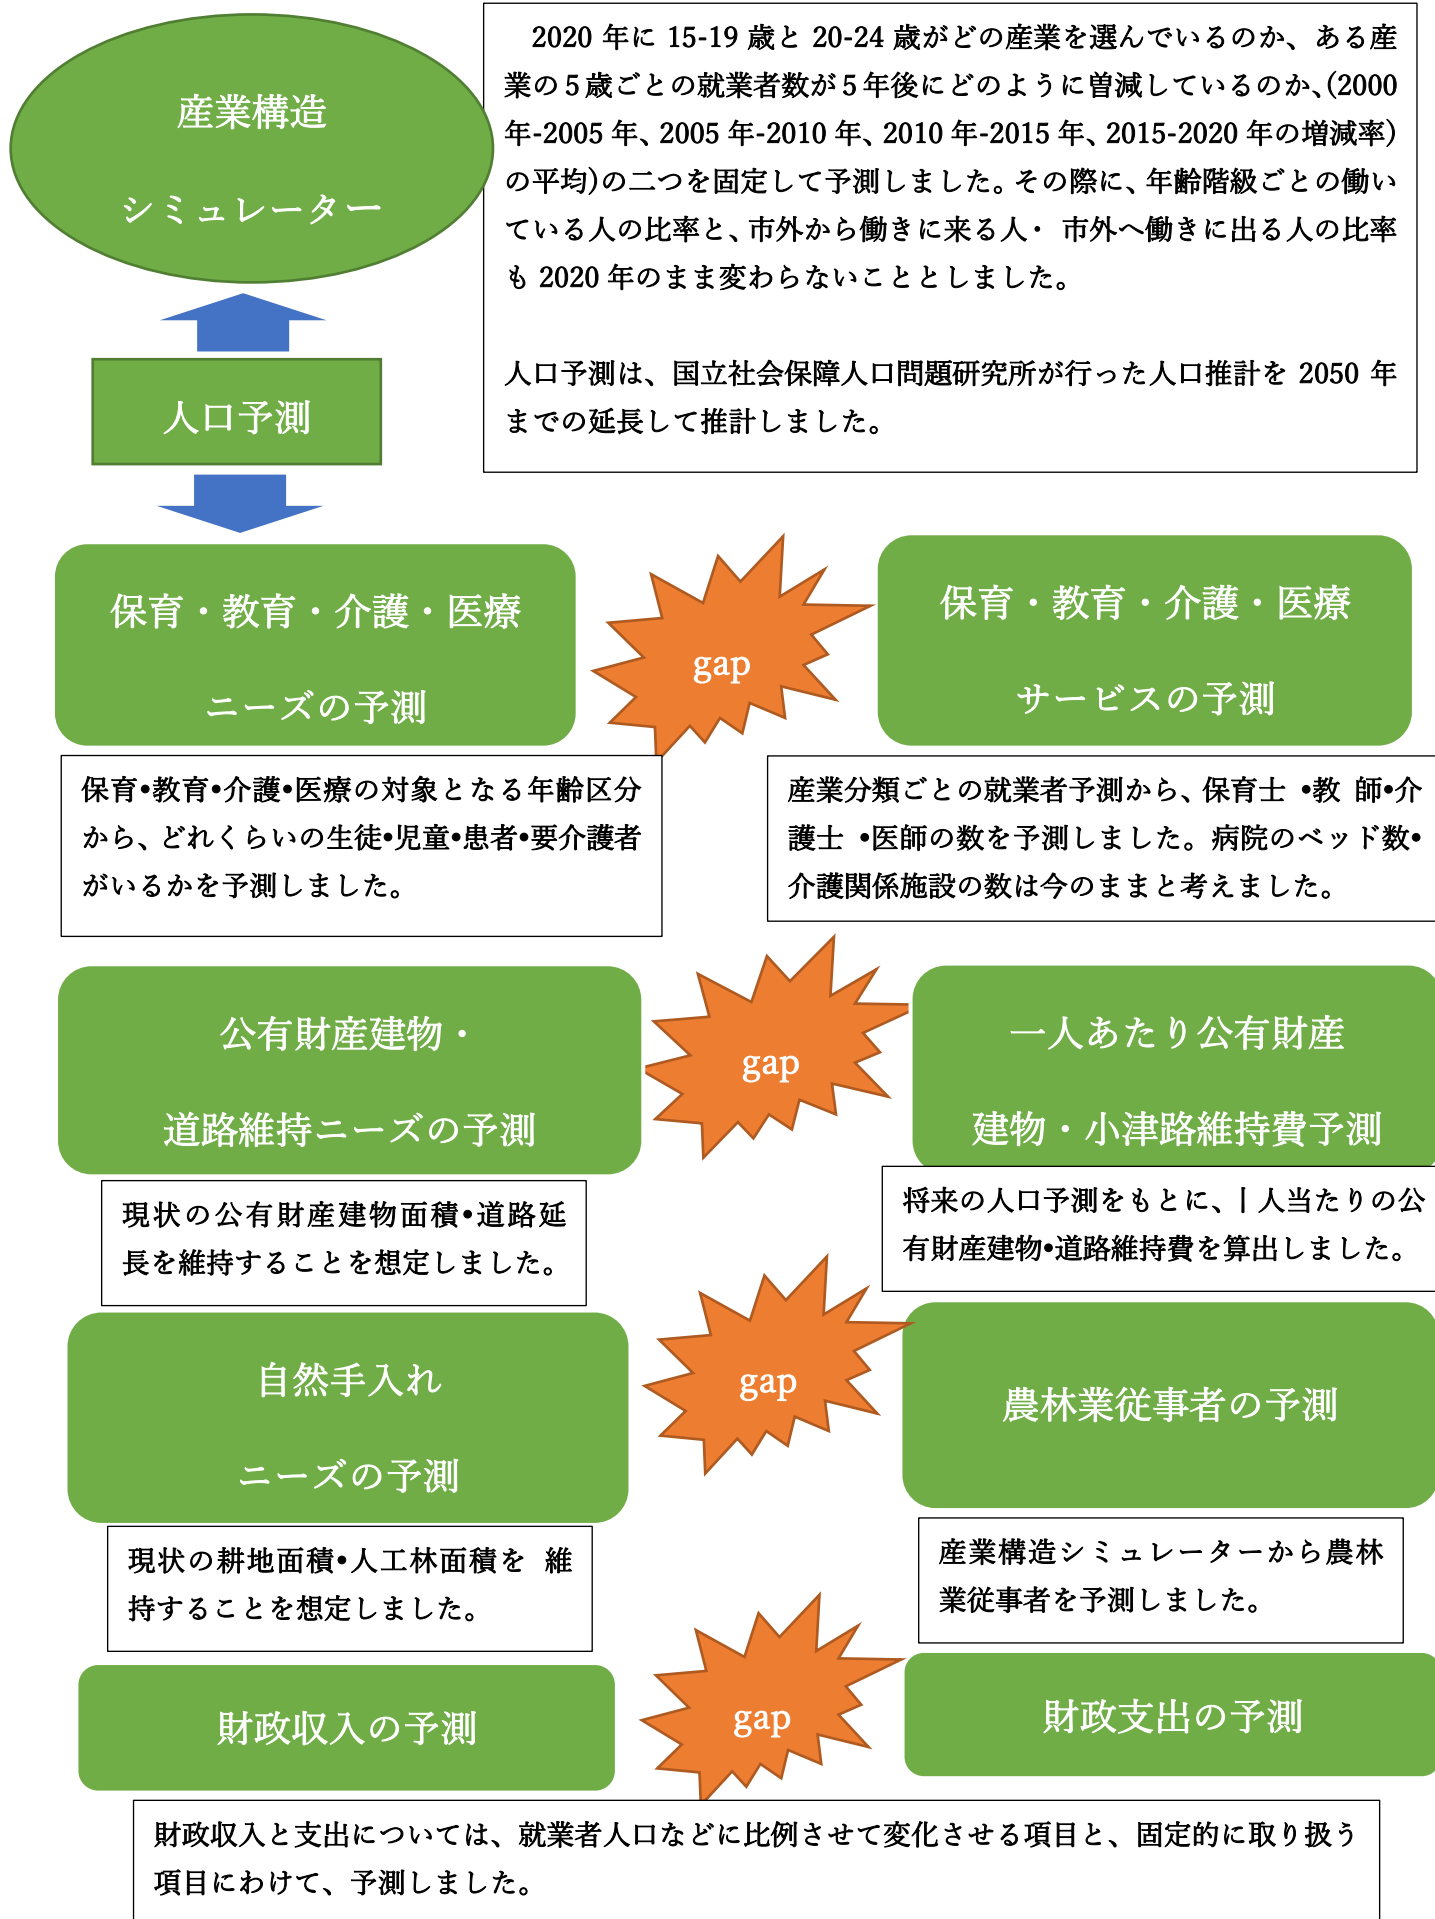 産業構造
シミュレーター
2020 年に 15-19 歳と 20-24 歳がどの産業を選んでいるのか、ある産
業の5歳ごとの就業者数が5年後にどのように曽減しているのか、(2000
年-2005 年、2005 年-2010 年、2010 年-2015 年、2015-2020 年の増減率)
の平均)の二つを固定して予測しました。その際に、年齢階級ごとの働い
ている人の比率と、市外から働きに来る人・ 市外へ働きに出る人の比率
も 2020 年のまま変わらないこととしました。
人口予測は、国立社会保障人口問題研究所が行った人口推計を 2050 年
までの延長して推計しました。
人口予測
保育・教育・介護・医療
ニーズの予測
gap
保育・教育・介護・医療
サービスの予測
保育•教育•介護•医療の対象となる年齢区分
から、どれくらいの生徒•児童•患者•要介護者
がいるかを予測しました。
産業分類ごとの就業者予測から、保育士 •教 師•介
護士 •医師の数を予測しました。病院のベッド数•
介護関係施設の数は今のままと考えました。
公有財産建物・
道路維持ニーズの予測
gap
一人あたり公有財産
建物・小津路維持費予測
現状の公有財産建物面積•道路延
長を維持することを想定しました。
将来の人口予測をもとに、丨人当たりの公
有財産建物•道路維持費を算出しました。
自然手入れ
ニーズの予測
gap
農林業従事者の予測
現状の耕地面積•人工林面積を 維
持することを想定しました。
産業構造シミュレーターから農林
業従事者を予測しました。
財政収入の予測
gap
財政支出の予測
財政収入と支出については、就業者人口などに比例させて変化させる項目と、固定的に取り扱う
項目にわけて、予測しました。